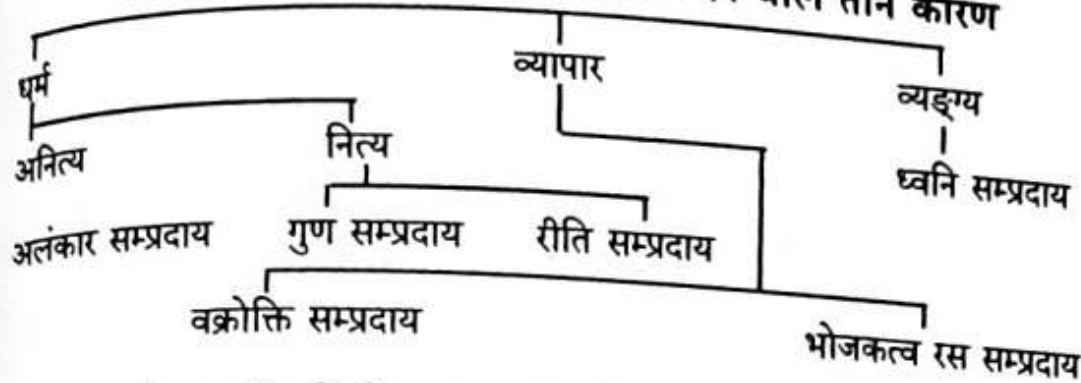 तीन कारण
धर्म व्यापार व्यङ्ग्य
अनित्य नित्य ध्वनि सम्प्रदाय
अलंकार सम्प्रदाय गुण सम्प्रदाय रीति सम्प्रदाय
वक्रोक्ति सम्प्रदाय भोजकत्व रस सम्प्रदाय